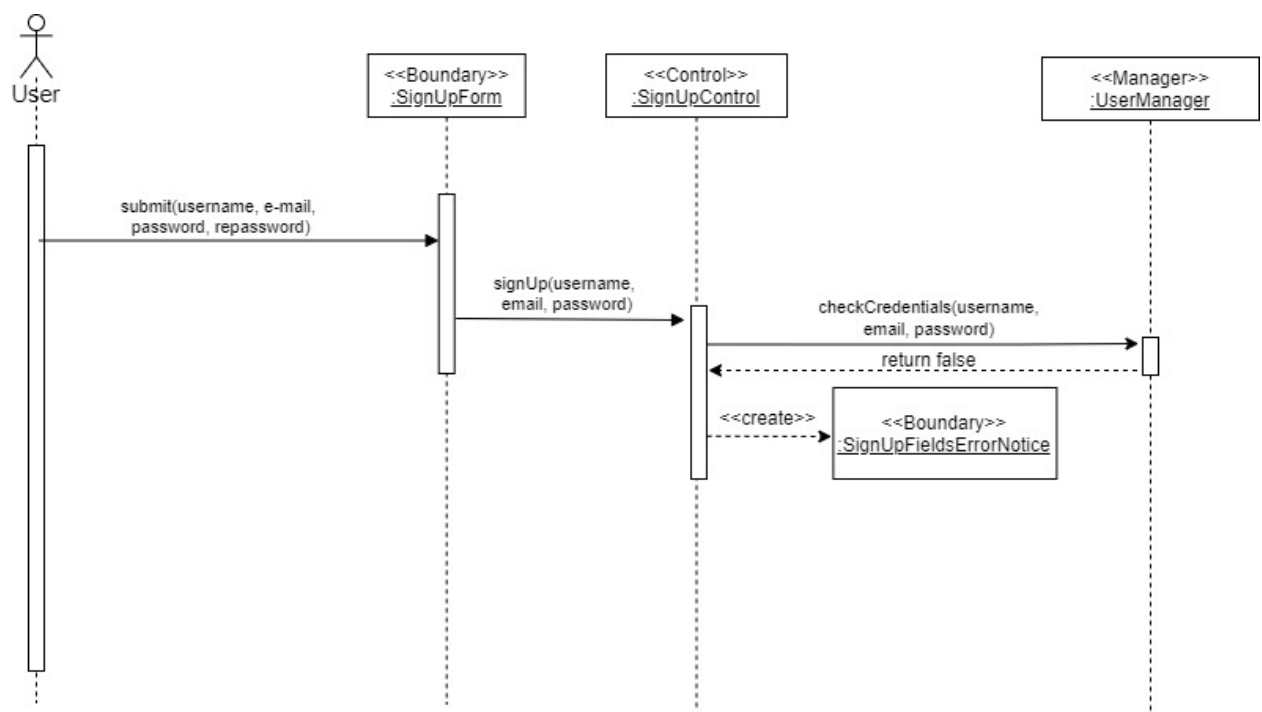 User
<<Boundary>>
:SignUpForm
<<Control>>
:SignUpControl
<<Manager>>
:UserManager
submit(username, e-mail,
password, repassword)
signUp(username,
email, password)
checkCredentials(username,
email, password)
return false
<<create>>
<<Boundary>>
:SignUpFieldsErrorNotice